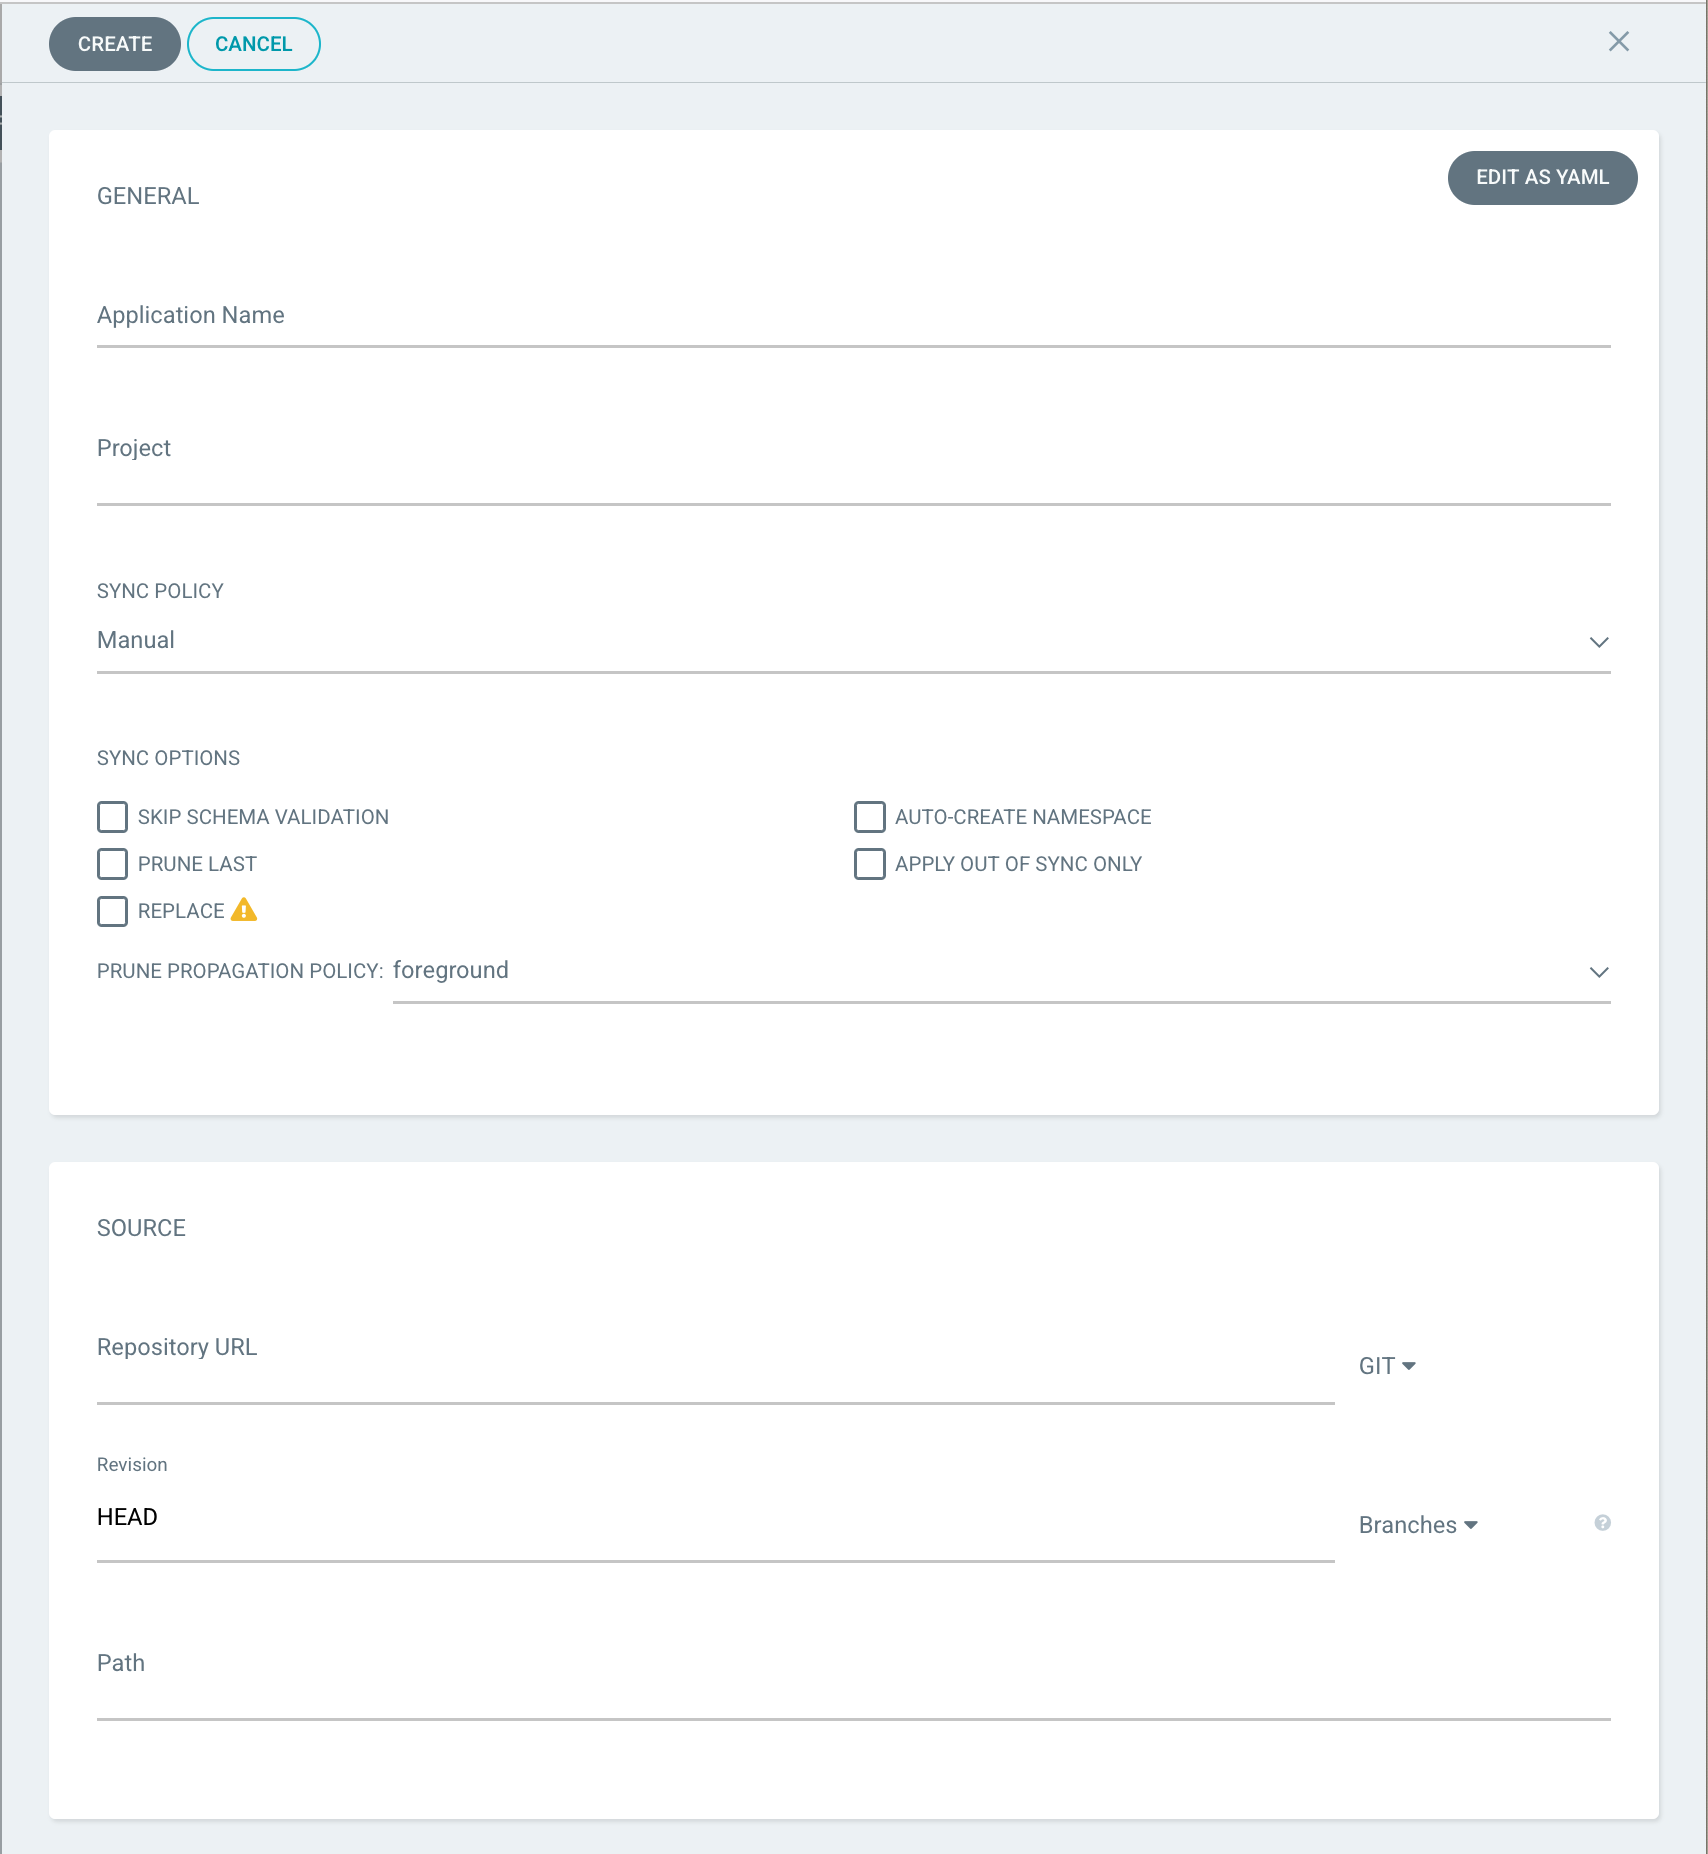 CREATE CANCEL
GENERAL
EDIT AS YAML
Application Name
Project
SYNC POLICY
Manual
SYNC OPTIONS
SKIP SCHEMA VALIDATION AUTO-CREATE NAMESPACE
PRUNE LAST APPLY OUT OF SYNC ONLY
REPLACE
PRUNE PROPAGATION POLICY: foreground
SOURCE
Repository URL
GIT
Revision
HEAD
Branches
Path